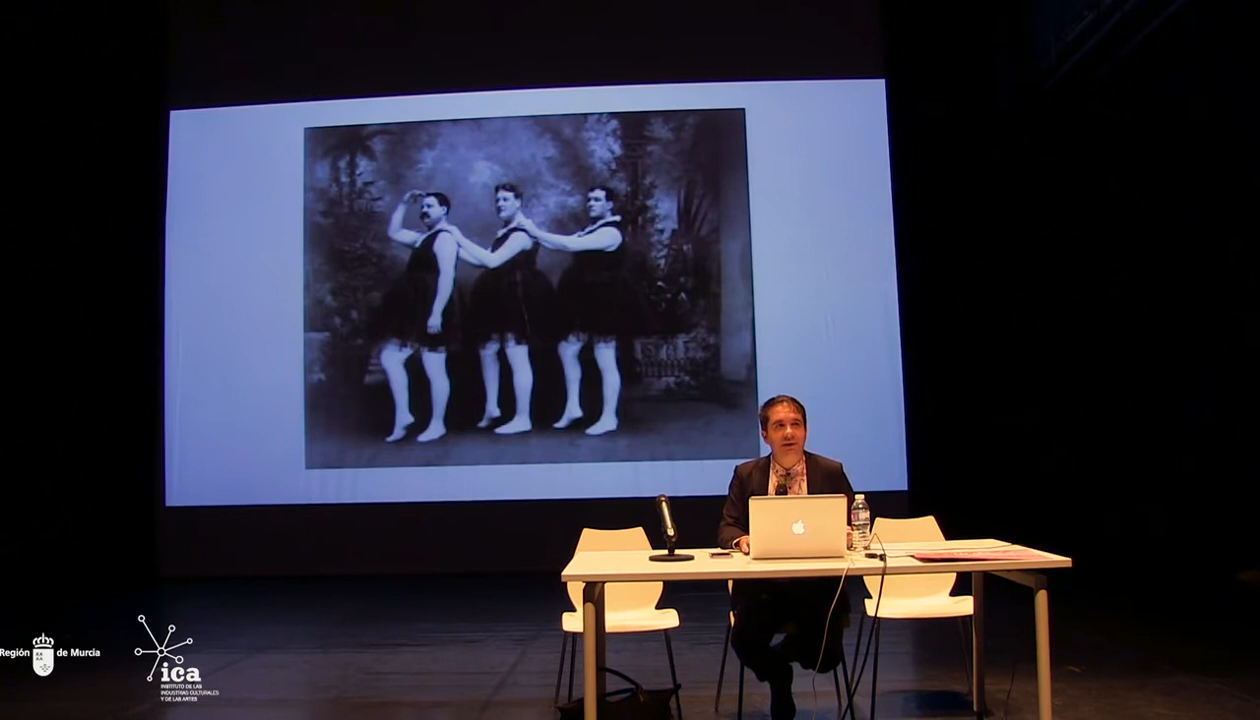 Región de Murcia
ica
INSTITUTO DE LAS
INDUSTRIAS CULTURALES
Y DE LAS ARTES